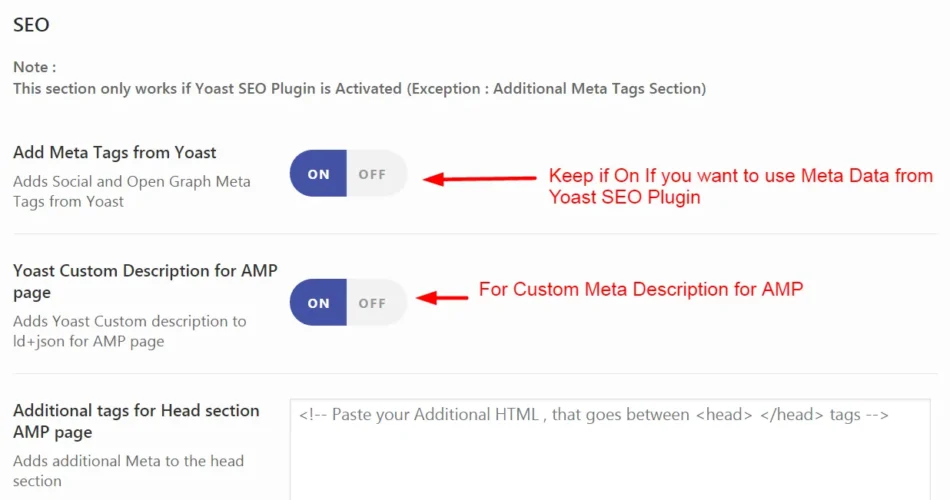 SEO
Note :
This section only works if Yoast SEO Plugin is Activated (Exception : Additional Meta Tags Section)
Add Meta Tags from Yoast
Adds Social and Open Graph Meta
Tags from Yoast
ON OFF
Keep if On If you want to use Meta Data from
Yoast SEO Plugin
Yoast Custom Description for AMP
page
Adds Yoast Custom description to
ld+json for AMP page
ON OFF
For Custom Meta Description for AMP
Additional tags for Head section
AMP page
Adds additional Meta to the head
section
<!-- Paste your Additional HTML , that goes between <head> </head> tags -->